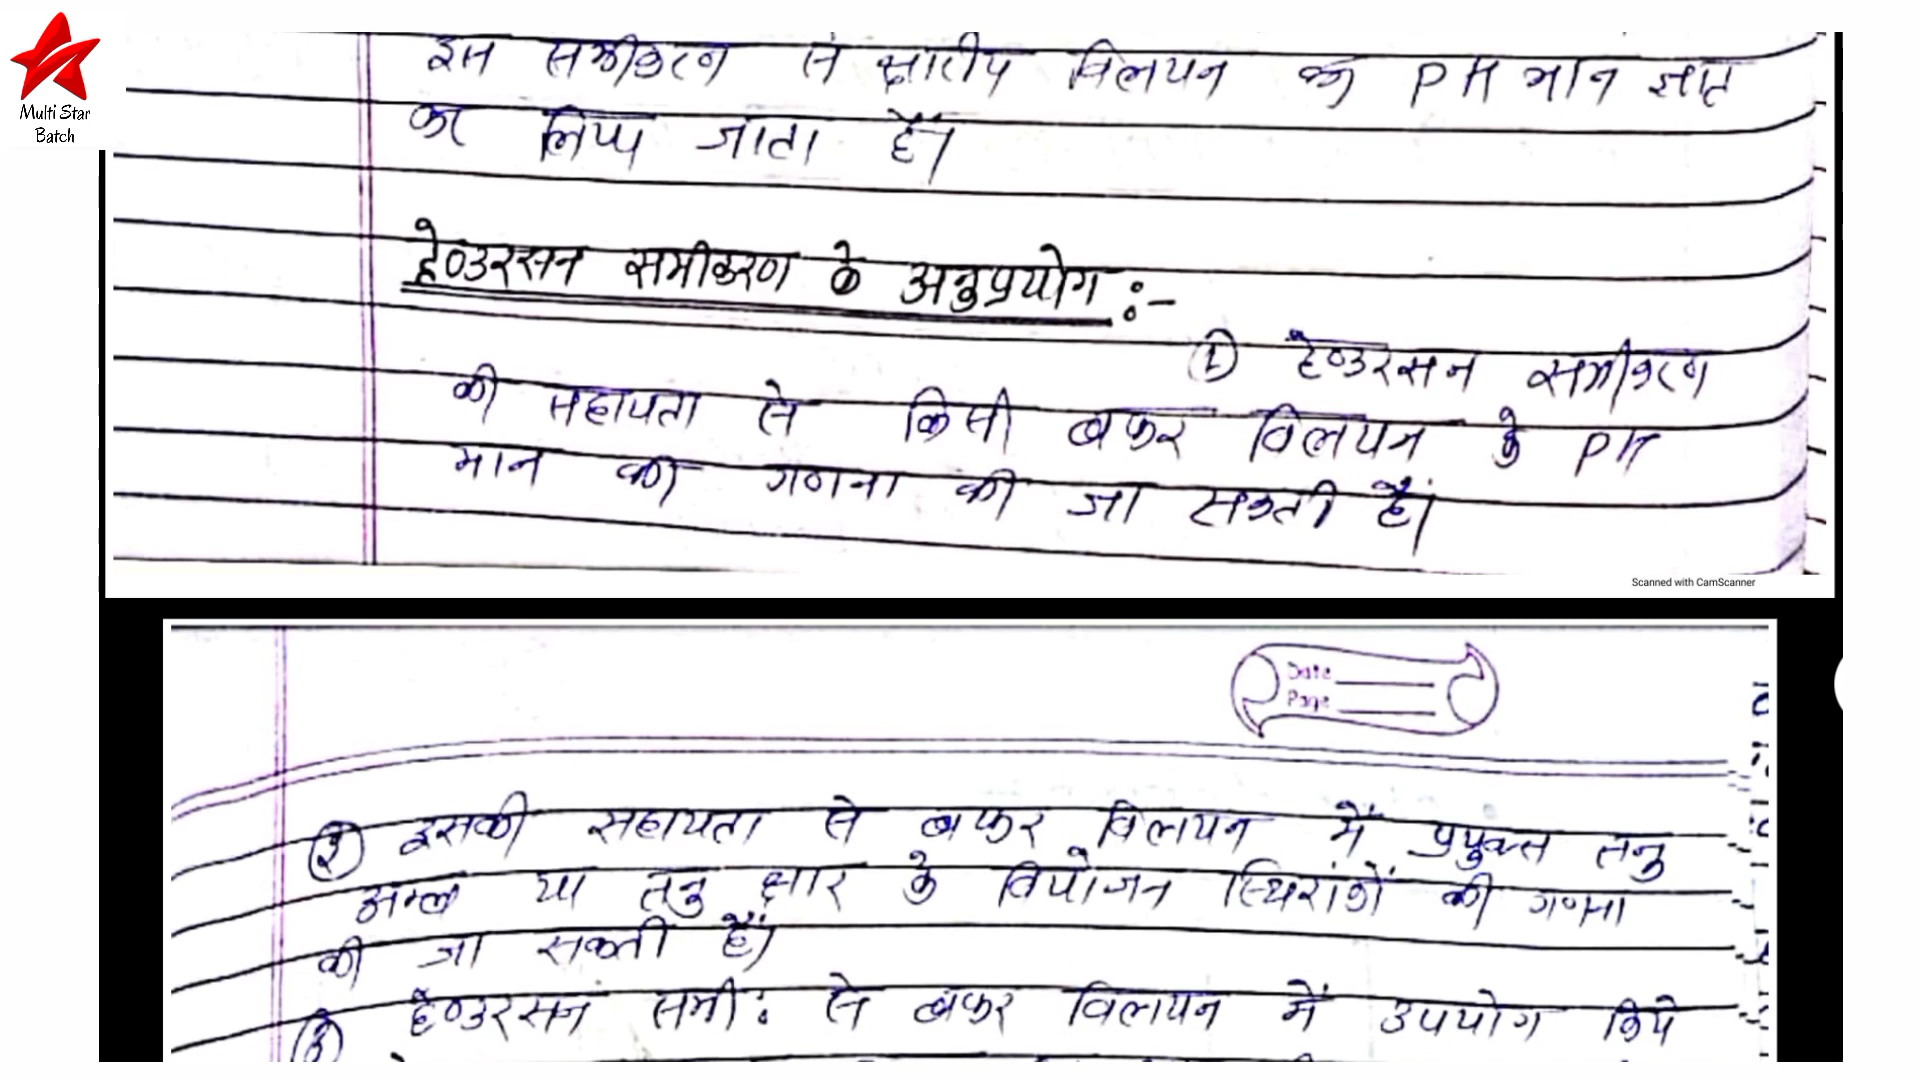 Multi Star
Batch
इस समीकरण से क्षारीय विलयन का PH मान ज्ञात
कर लिया जाता है।
हेण्डरसन समीकरण के अनुप्रयोग :-
① हेण्डरसन समीकरण
की सहायता से किसी बफर विलयन के PH
मान की गणना की जा सकती है।
Scanned with CamScanner
Date
Page
② इसकी सहायता से बफर विलयन में प्रयुक्त तनु
अम्ल या तनु क्षार के वियोजन स्थिरांकों की गणना
की जा सकती है।
③ हेण्डरसन समी: से बफर विलयन में उपयोग किये